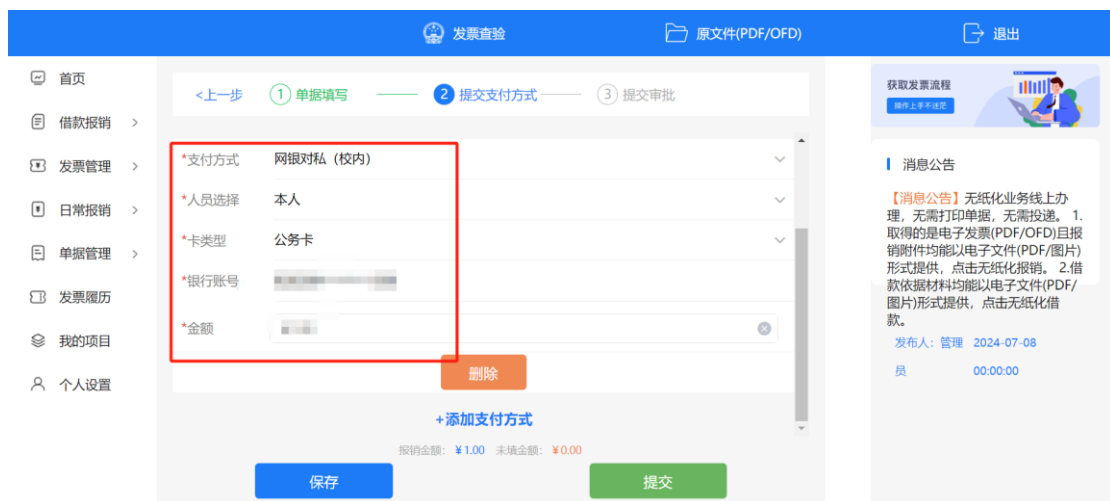 发票查验
原文件(PDF/OFD)
退出
首页
借款报销
发票管理
日常报销
单据管理
发票履历
我的项目
个人设置
<上一步
1 单据填写
2 提交支付方式
3 提交审批
*支付方式 网银对私（校内）
*人员选择 本人
*卡类型 公务卡
*银行账号
*金额
删除
+添加支付方式
报销金额：￥1.00 未填金额：￥0.00
保存
提交
获取发票流程
操作上手不迷茫
消息公告
【消息公告】无纸化业务线上办
理，无需打印单据，无需投递。 1.
取得的是电子发票(PDF/OFD)且报
销附件均能以电子文件(PDF/图片)
形式提供，点击无纸化报销。 2.借
款依据材料均能以电子文件(PDF/
图片)形式提供，点击无纸化借
款。
发布人：管理 2024-07-08
员 00:00:00